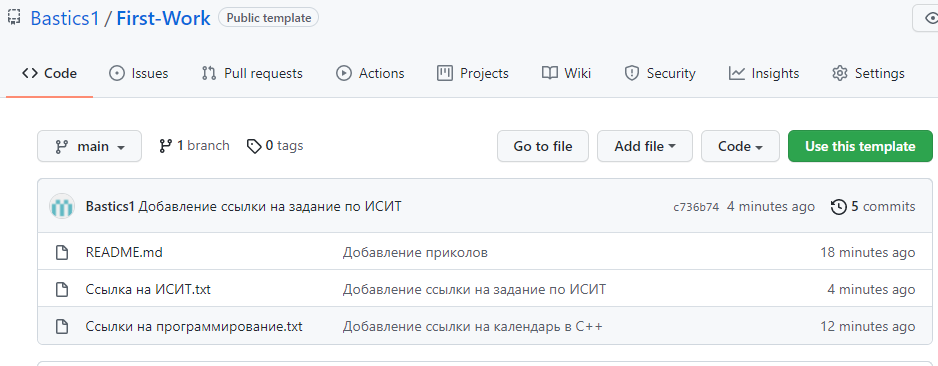 Bastics1 / First-Work Public template
Code Issues Pull requests Actions Projects Wiki Security Insights Settings
main 1 branch 0 tags Go to file Add file Code Use this template
Bastics1 Добавление ссылки на задание по ИСИТ c736b74 4 minutes ago 5 commits
README.md Добавление приколов 18 minutes ago
Ссылка на ИСИТ.txt Добавление ссылки на задание по ИСИТ 4 minutes ago
Ссылки на программирование.txt Добавление ссылки на календарь в С++ 12 minutes ago